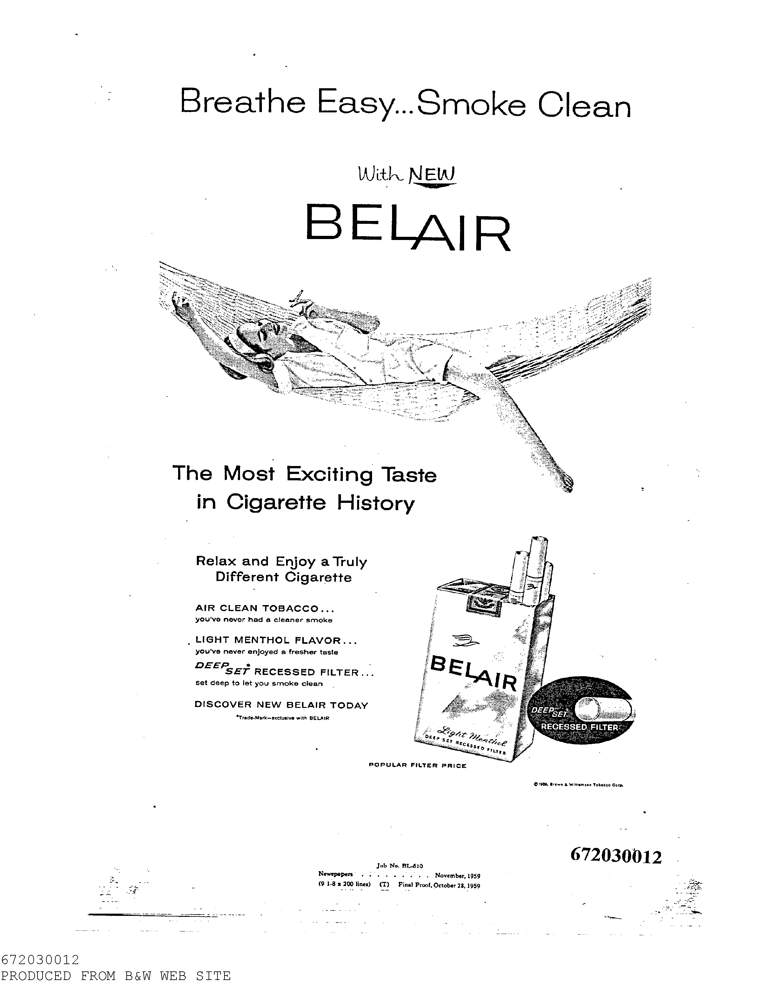 Breathe Easy...Smoke Clean
With NEW
BELAIR
The Most Exciting Taste
in Cigarette History
Relax and Enjoy a Truly
Different Cigarette
AIR CLEAN TOBACCO...
you've never had a cleaner smoke
LIGHT MENTHOL FLAVOR...
you've never enjoyed a fresher taste
DEEP SET* RECESSED FILTER...
set deep to let you smoke clean
DISCOVER NEW BELAIR TODAY
*Trade-Mark—exclusive with BELAIR
BELAIR
Light Menthol
DEEP SET RECESSED FILTER
DEEP SET
RECESSED FILTER
POPULAR FILTER PRICE
Brown & Williamson Tobacco Corp.
672030012
Job No. BL-610
Newspapers . . . . . . . . . November, 1959
(9 1-8 x 200 lines) (T) Final Proof, October 28, 1959
672030012
PRODUCED FROM B&W WEB SITE